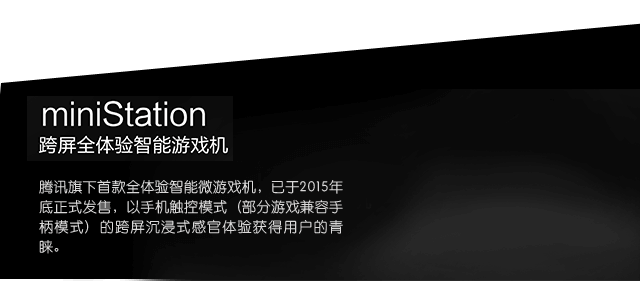 miniStation
跨屏全体验智能游戏机
腾讯旗下首款全体验智能微游戏机，已于2015年
底正式发售，以手机触控模式（部分游戏兼容手
柄模式）的跨屏沉浸式感官体验获得用户的青
睐。